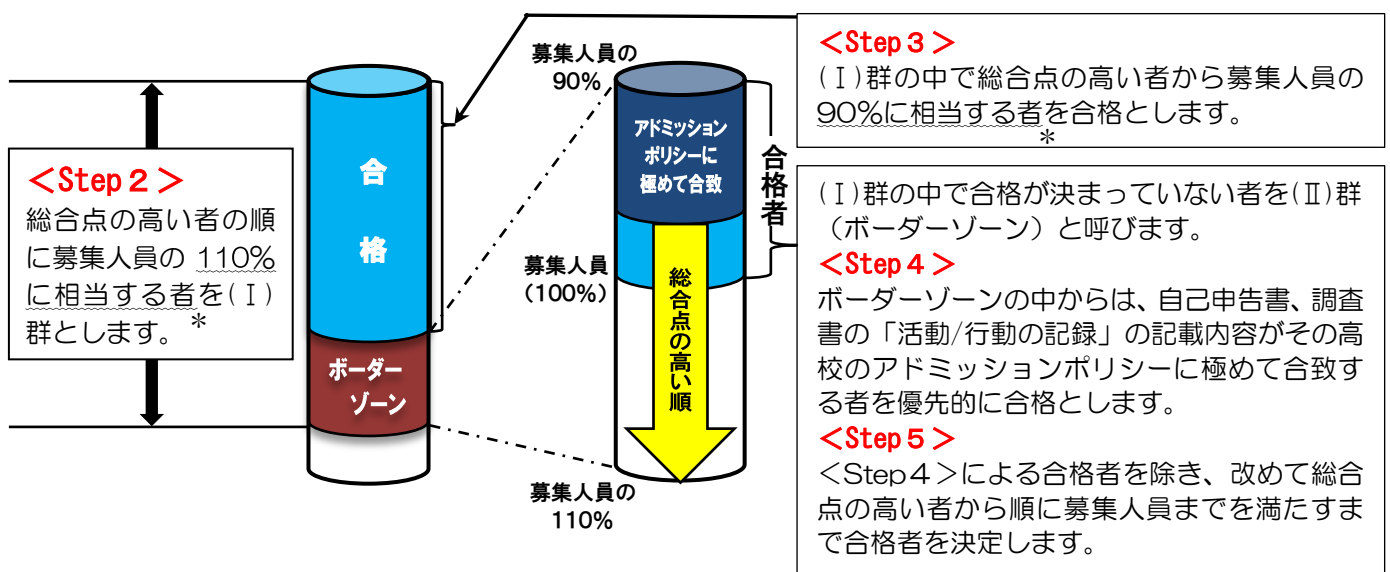 <Step 2 >
総合点の高い者の順
に募集人員の 110%
に相当する者を(Ⅰ)
群とします。*
合
格
ボーダー
ゾーン
募集人員の
90%
募集人員
(100%)
募集人員の
110%
アドミッション
ポリシーに
極めて合致
総合点の高い順
合格者
<Step 3 >
(Ⅰ)群の中で総合点の高い者から募集人員の
90%に相当する者を合格とします。
*
(Ⅰ)群の中で合格が決まっていない者を(Ⅱ)群
(ボーダーゾーン)と呼びます。
<Step 4 >
ボーダーゾーンの中からは、自己申告書、調査
書の「活動/行動の記録」の記載内容がその高
校のアドミッションポリシーに極めて合致す
る者を優先的に合格とします。
<Step 5 >
<Step4>による合格者を除き、改めて総合
点の高い者から順に募集人員までを満たすま
で合格者を決定します。